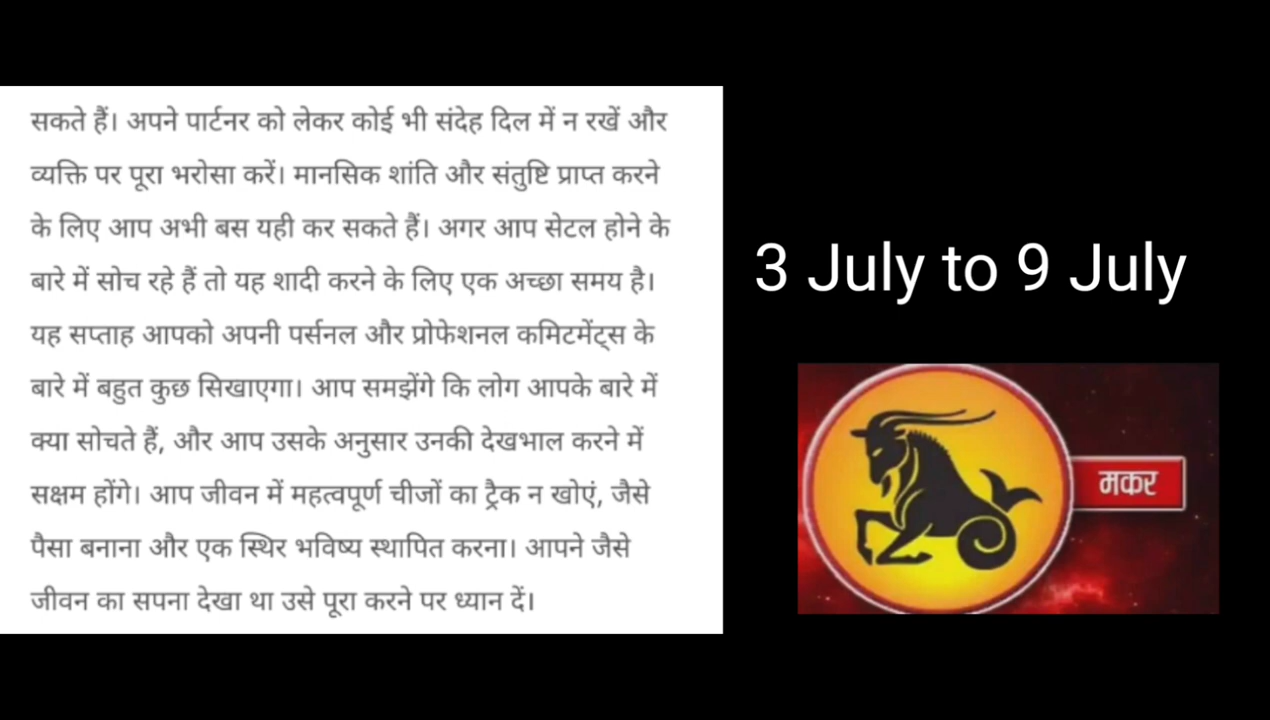 सकते हैं। अपने पार्टनर को लेकर कोई भी संदेह दिल में न रखें और
व्यक्ति पर पूरा भरोसा करें। मानसिक शांति और संतुष्टि प्राप्त करने
के लिए आप अभी बस यही कर सकते हैं। अगर आप सेटल होने के
बारे में सोच रहे हैं तो यह शादी करने के लिए एक अच्छा समय है।
यह सप्ताह आपको अपनी पर्सनल और प्रोफेशनल कमिटमेंट्स के
बारे में बहुत कुछ सिखाएगा। आप समझेंगे कि लोग आपके बारे में
क्या सोचते हैं, और आप उसके अनुसार उनकी देखभाल करने में
सक्षम होंगे। आप जीवन में महत्वपूर्ण चीजों का ट्रैक न खोएं, जैसे
पैसा बनाना और एक स्थिर भविष्य स्थापित करना। आपने जैसे
जीवन का सपना देखा था उसे पूरा करने पर ध्यान दें।
3 July to 9 July
मकर